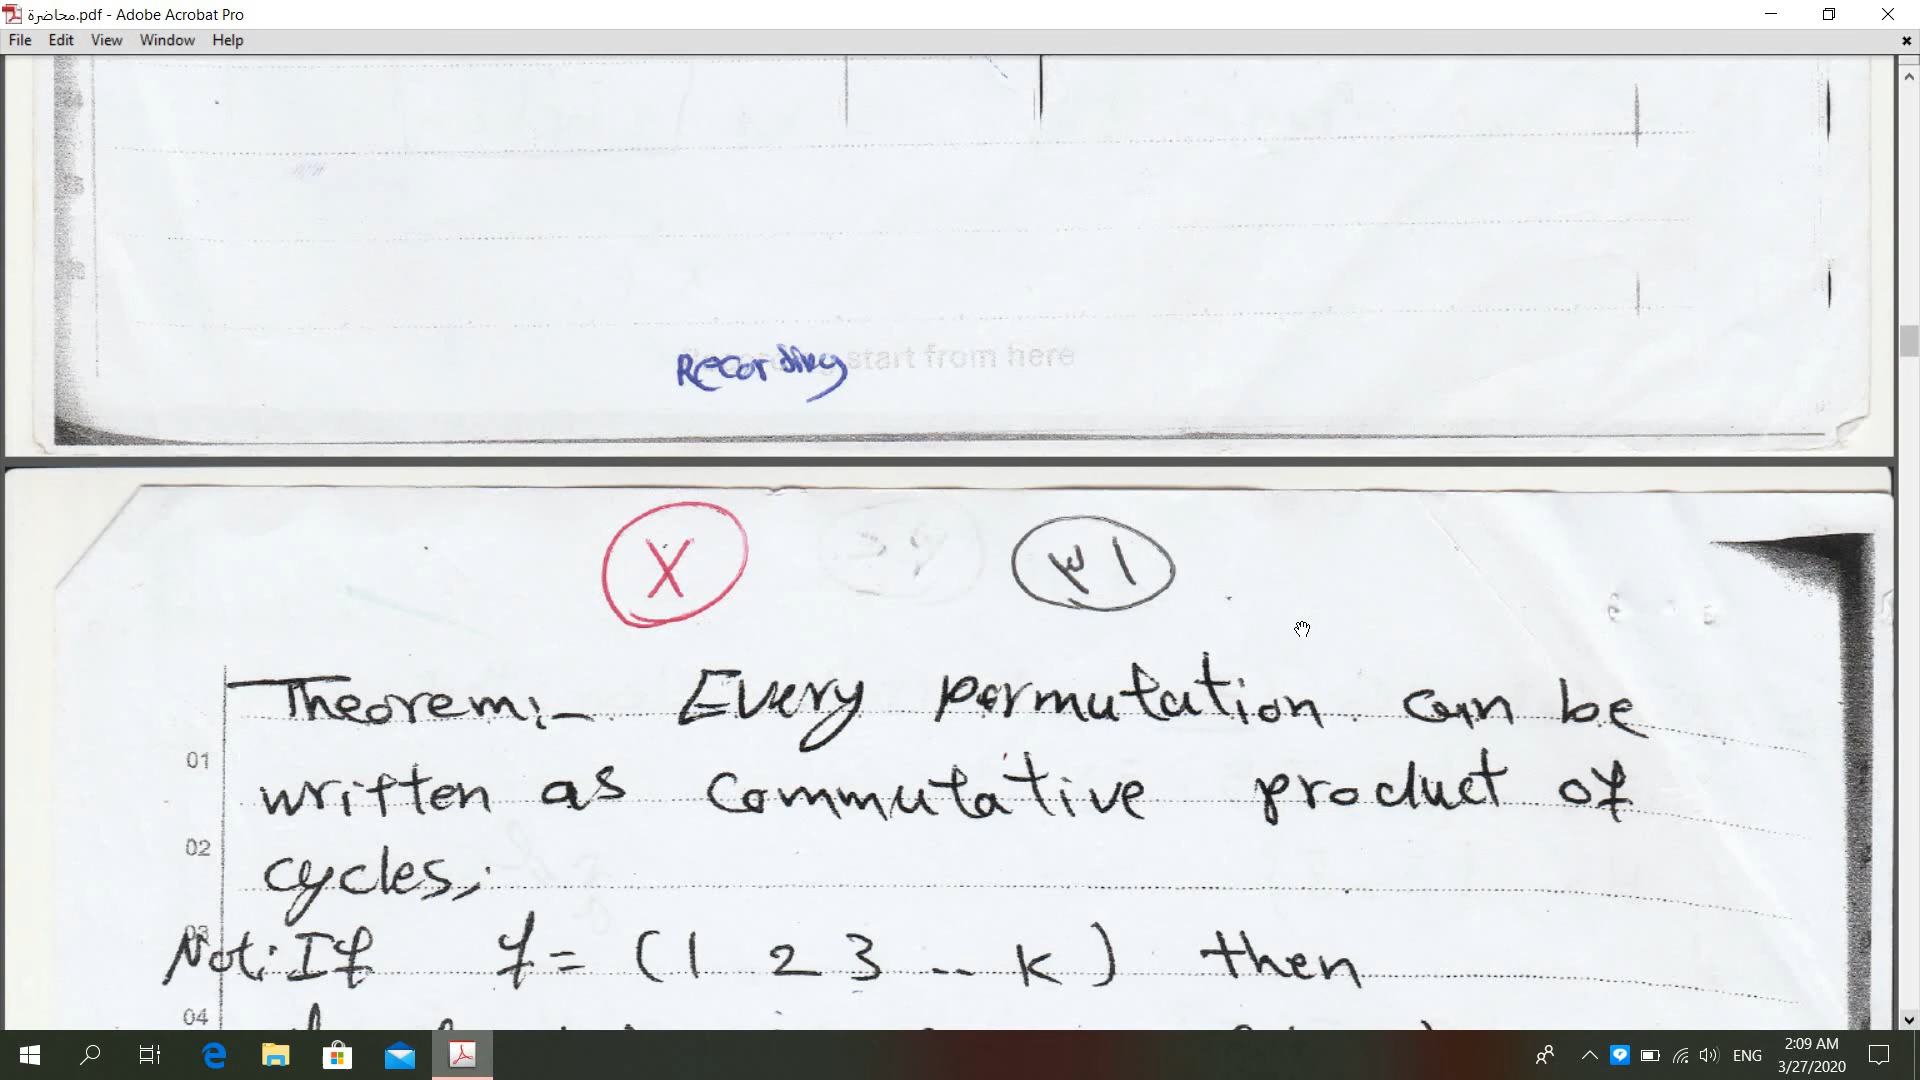 محاضرة.pdf - Adobe Acrobat Pro
File Edit View Window Help
Recording
start from here
X
٣١
Theorem:- Every permutation can be
01
written as commutative product of
02
cycles.
03
Not: If f = (1 2 3 .. k) then
04
ENG
2:09 AM
3/27/2020